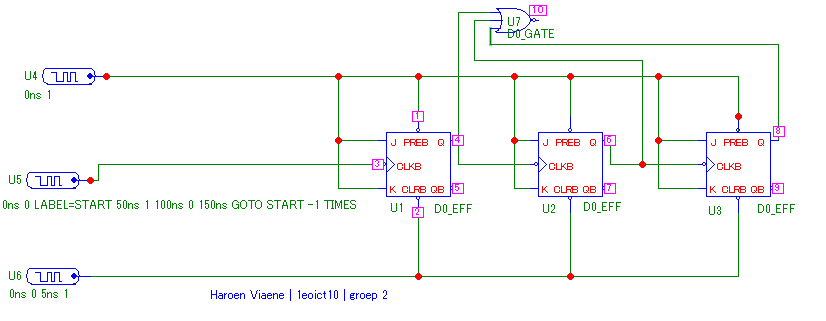 10
U7
D0_GATE
U4
0ns 1
1
8
J PREB Q
4
J PREB Q
6
J PREB Q
3
CLKB
CLKB
CLKB
U5
K CLRB QB
5
K CLRB QB
7
K CLRB QB
9
0ns 0 LABEL=START 50ns 1 100ns 0 150ns GOTO START -1 TIMES
U1
2
D0_EFF
U2
D0_EFF
U3
D0_EFF
U6
0ns 0 5ns 1
Haroen Viaene | 1eoict10 | groep 2